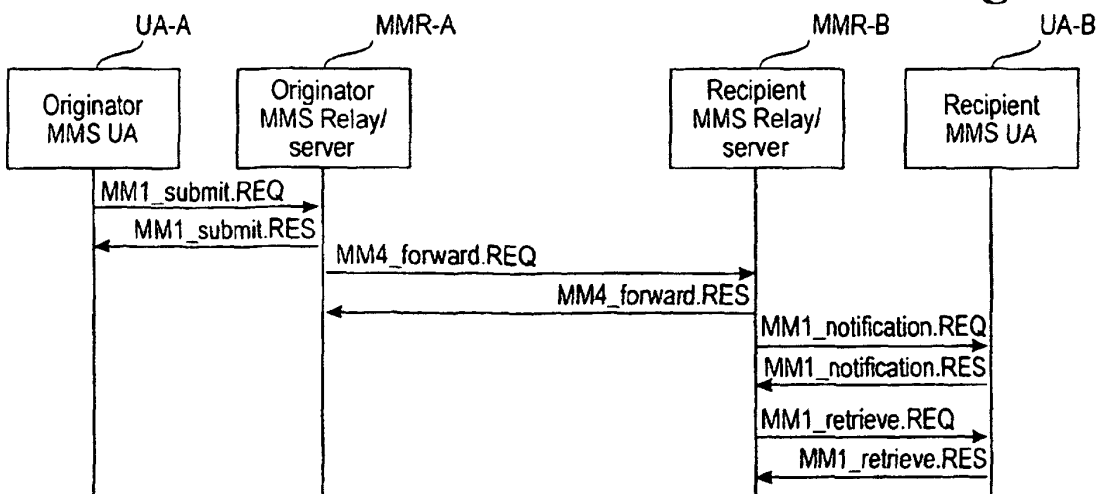 g
UA-A
MMR-A
MMR-B
UA-B
Originator
MMS UA
Originator
MMS Relay/
server
Recipient
MMS Relay/
server
Recipient
MMS UA
MM1_submit.REQ
MM1_submit.RES
MM4_forward.REQ
MM4_forward.RES
MM1_notification.REQ
MM1_notification.RES
MM1_retrieve.REQ
MM1_retrieve.RES